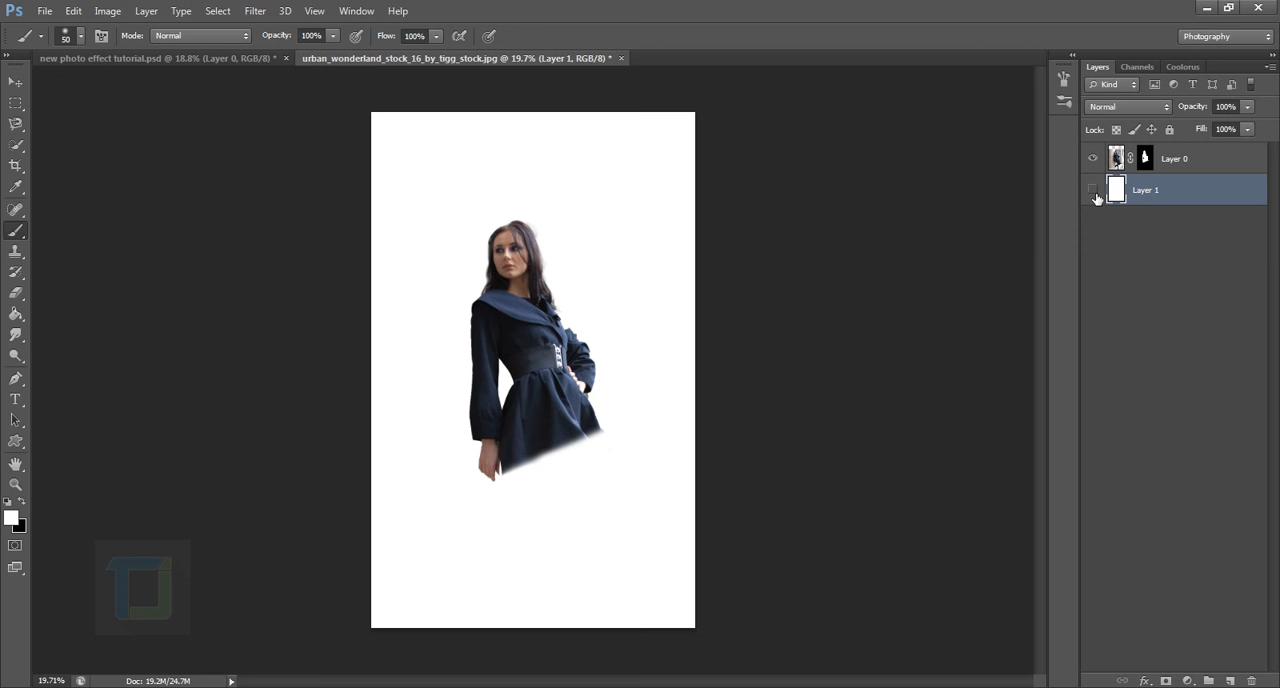 Ps File Edit Image Layer Type Select Filter 3D View Window Help
50 Mode: Normal Opacity: 100% Flow: 100% Photography
new photo effect tutorial.psd @ 18.8% (Layer 0, RGB/8) * × urban_wonderland_stock_16_by_tigg_stock.jpg @ 19.7% (Layer 1, RGB/8) * ×
Layers Channels Coolorus
Kind
Normal Opacity: 100%
Lock: Fill: 100%
Layer 0
Layer 1
19.71% Doc: 19.2M/24.7M